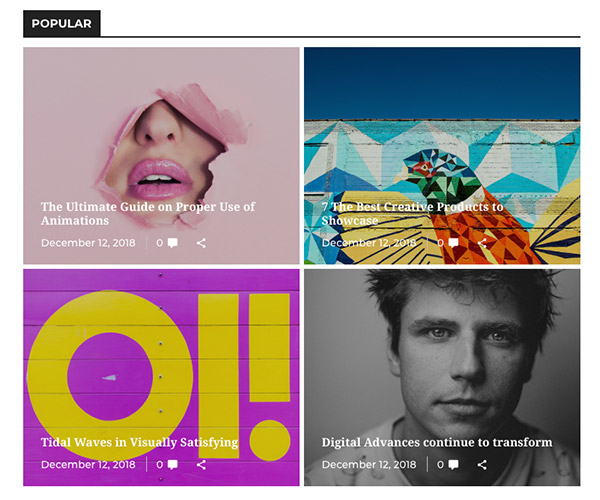 POPULAR
The Ultimate Guide on Proper Use of
Animations
December 12, 2018 0
7 The Best Creative Products to
Showcase
December 12, 2018 0
OI!
Tidal Waves in Visually Satisfying
December 12, 2018 0
Digital Advances continue to transform
December 12, 2018 0